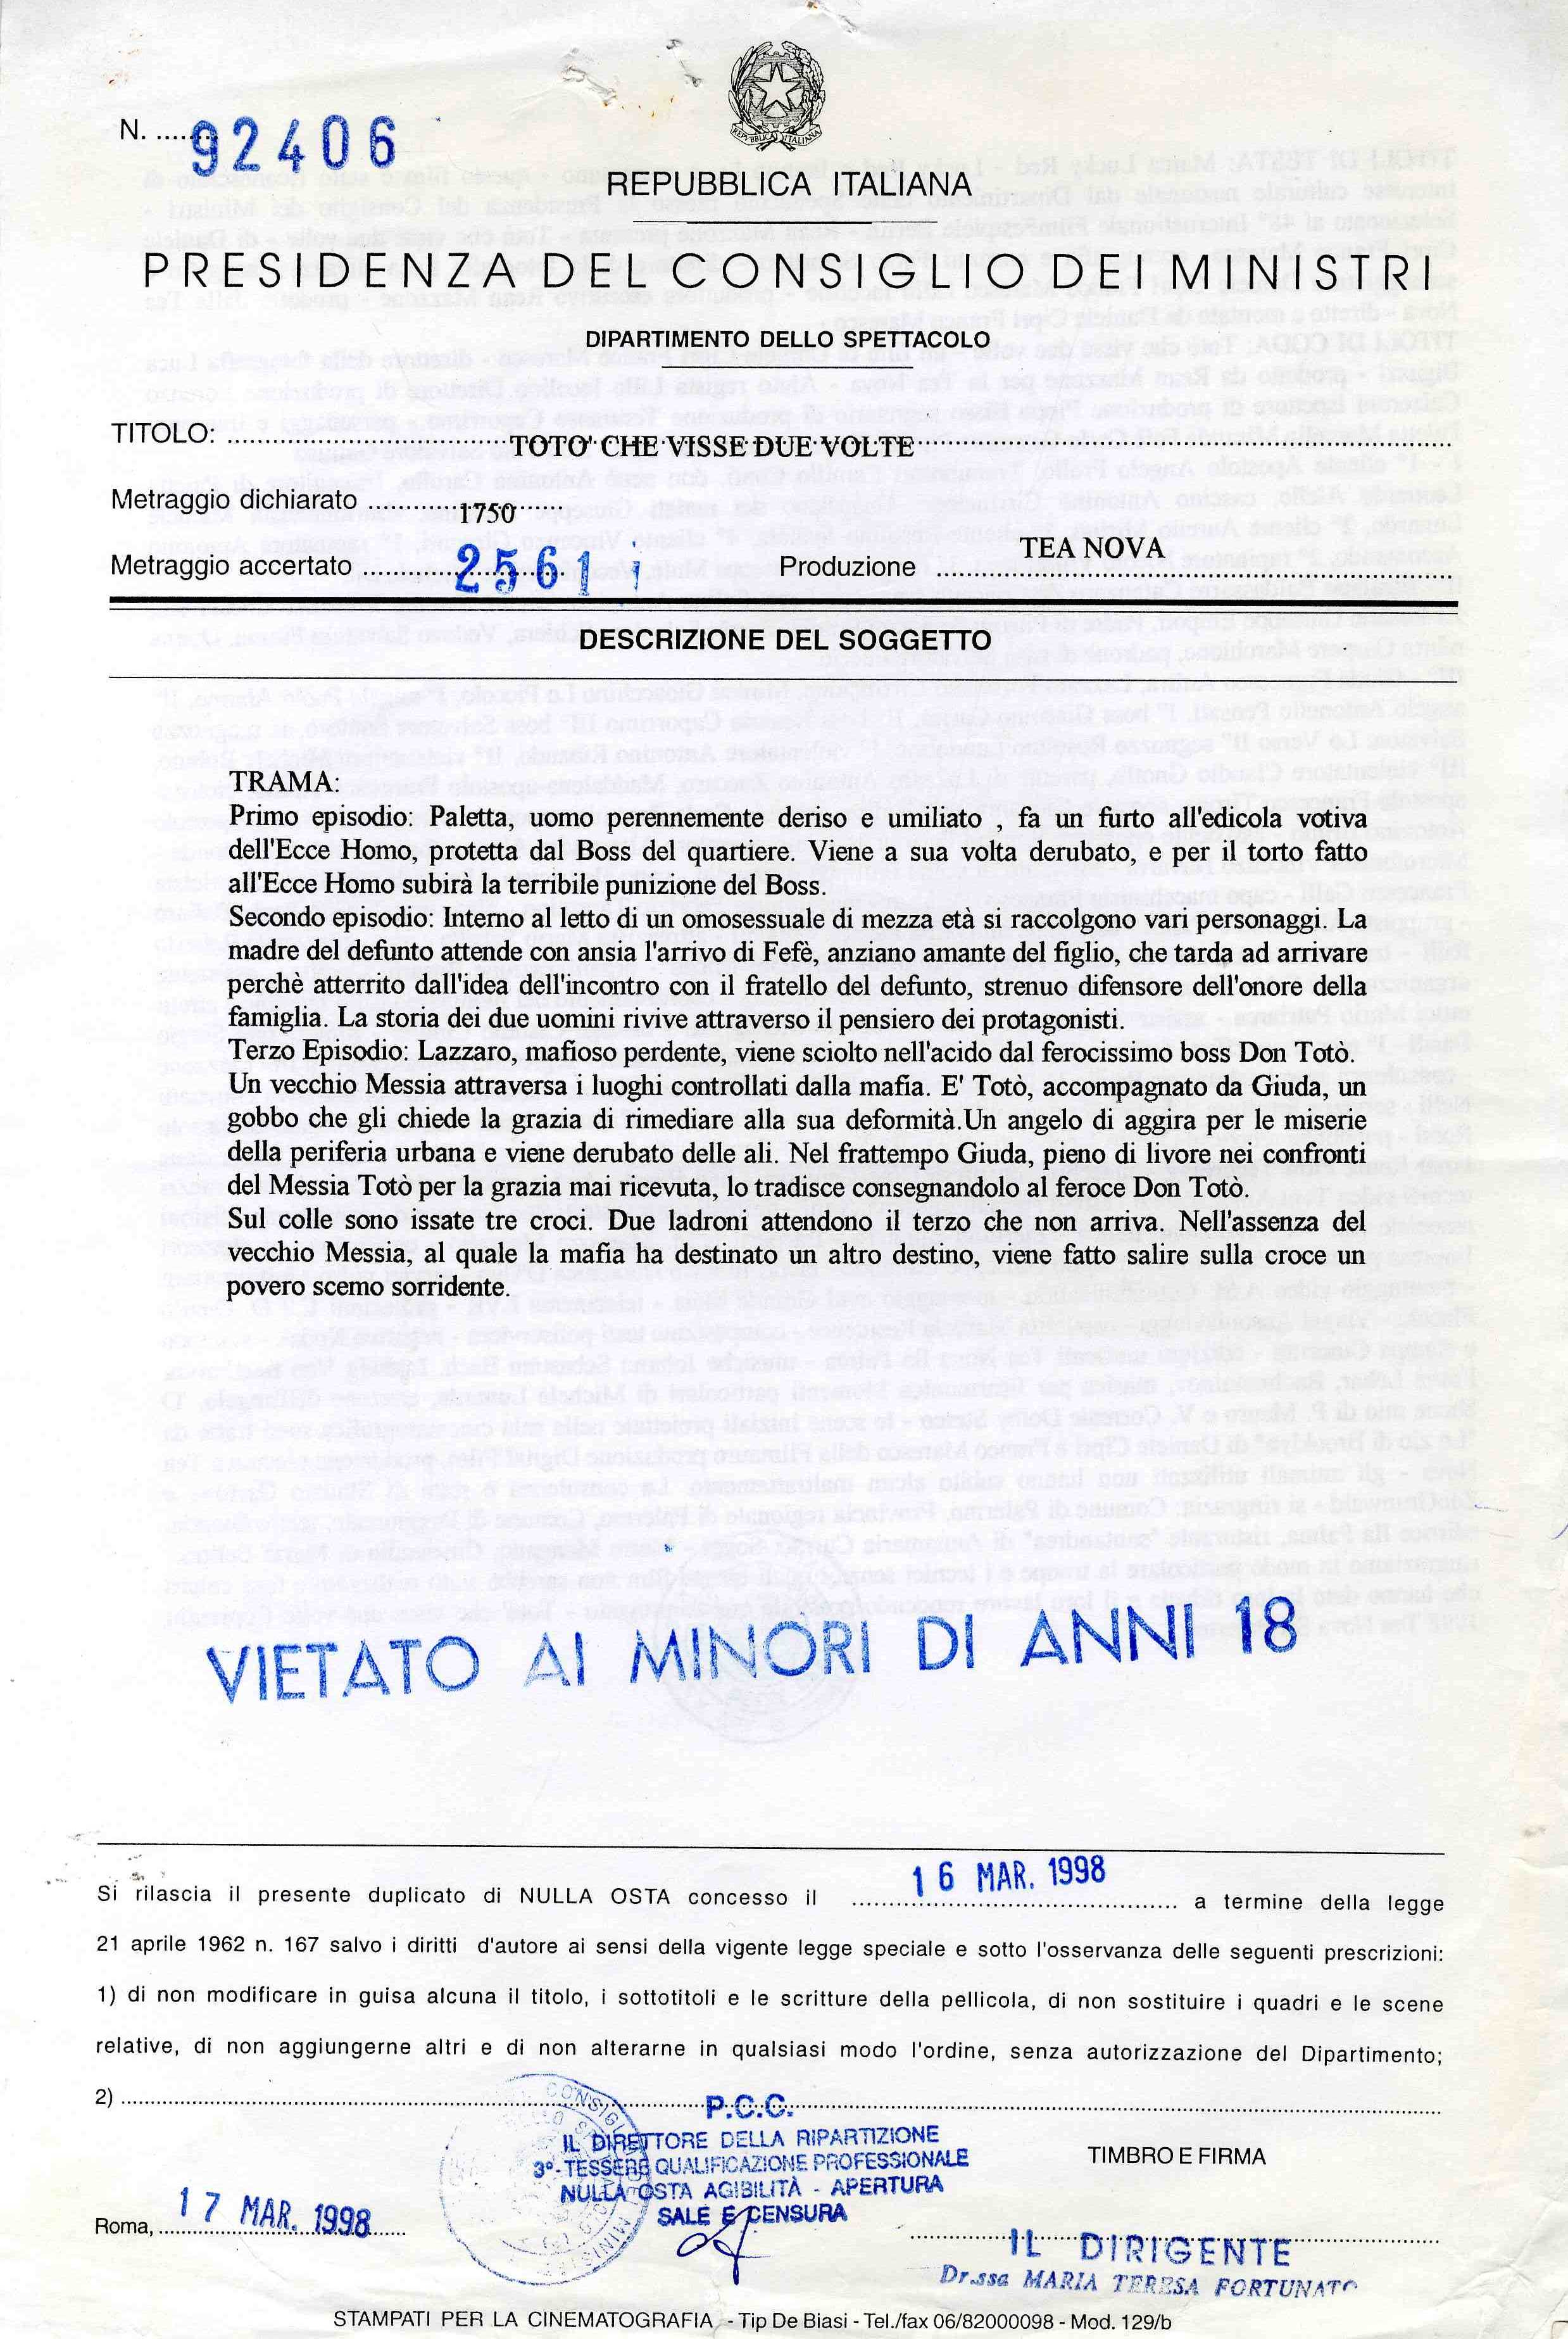 N. ........ 92406
REPUBBLICA ITALIANA
REPUBBLICA ITALIANA
PRESIDENZA DEL CONSIGLIO DEI MINISTRI
DIPARTIMENTO DELLO SPETTACOLO
TITOLO: TOTO' CHE VISSE DUE VOLTE
Metraggio dichiarato 1750
Metraggio accertato 2561 Produzione TEA NOVA
DESCRIZIONE DEL SOGGETTO
TRAMA:
Primo episodio: Paletta, uomo perennemente deriso e umiliato , fa un furto all'edicola votiva
dell'Ecce Homo, protetta dal Boss del quartiere. Viene a sua volta derubato, e per il torto fatto
all'Ecce Homo subirà la terribile punizione del Boss.
Secondo episodio: Interno al letto di un omosessuale di mezza età si raccolgono vari personaggi. La
madre del defunto attende con ansia l'arrivo di Fefè, anziano amante del figlio, che tarda ad arrivare
perchè atterrito dall'idea dell'incontro con il fratello del defunto, strenuo difensore dell'onore della
famiglia. La storia dei due uomini rivive attraverso il pensiero dei protagonisti.
Terzo Episodio: Lazzaro, mafioso perdente, viene sciolto nell'acido dal ferocissimo boss Don Totò.
Un vecchio Messia attraversa i luoghi controllati dalla mafia. E' Totò, accompagnato da Giuda, un
gobbo che gli chiede la grazia di rimediare alla sua deformità.Un angelo di aggira per le miserie
della periferia urbana e viene derubato delle ali. Nel frattempo Giuda, pieno di livore nei confronti
del Messia Totò per la grazia mai ricevuta, lo tradisce consegnandolo al feroce Don Totò.
Sul colle sono issate tre croci. Due ladroni attendono il terzo che non arriva. Nell'assenza del
vecchio Messia, al quale la mafia ha destinato un altro destino, viene fatto salire sulla croce un
povero scemo sorridente.
VIETATO AI MINORI DI ANNI 18
Si rilascia il presente duplicato di NULLA OSTA concesso il 16 MAR. 1998 a termine della legge
21 aprile 1962 n. 167 salvo i diritti d'autore ai sensi della vigente legge speciale e sotto l'osservanza delle seguenti prescrizioni:
1) di non modificare in guisa alcuna il titolo, i sottotitoli e le scritture della pellicola, di non sostituire i quadri e le scene
relative, di non aggiungerne altri e di non alterarne in qualsiasi modo l'ordine, senza autorizzazione del Dipartimento;
2)
P.C.C.
IL DIRETTORE DELLA RIPARTIZIONE
3ª-TESSERE QUALIFICAZIONE PROFESSIONALE
NULLA OSTA AGIBILITÀ - APERTURA
SALE E CENSURA
TIMBRO E FIRMA
Roma, 17 MAR. 1998
IL DIRIGENTE
Dr.ssa MARIA TERESA FORTUNATO
STAMPATI PER LA CINEMATOGRAFIA - Tip De Biasi - Tel./fax 06/82000098 - Mod. 129/b